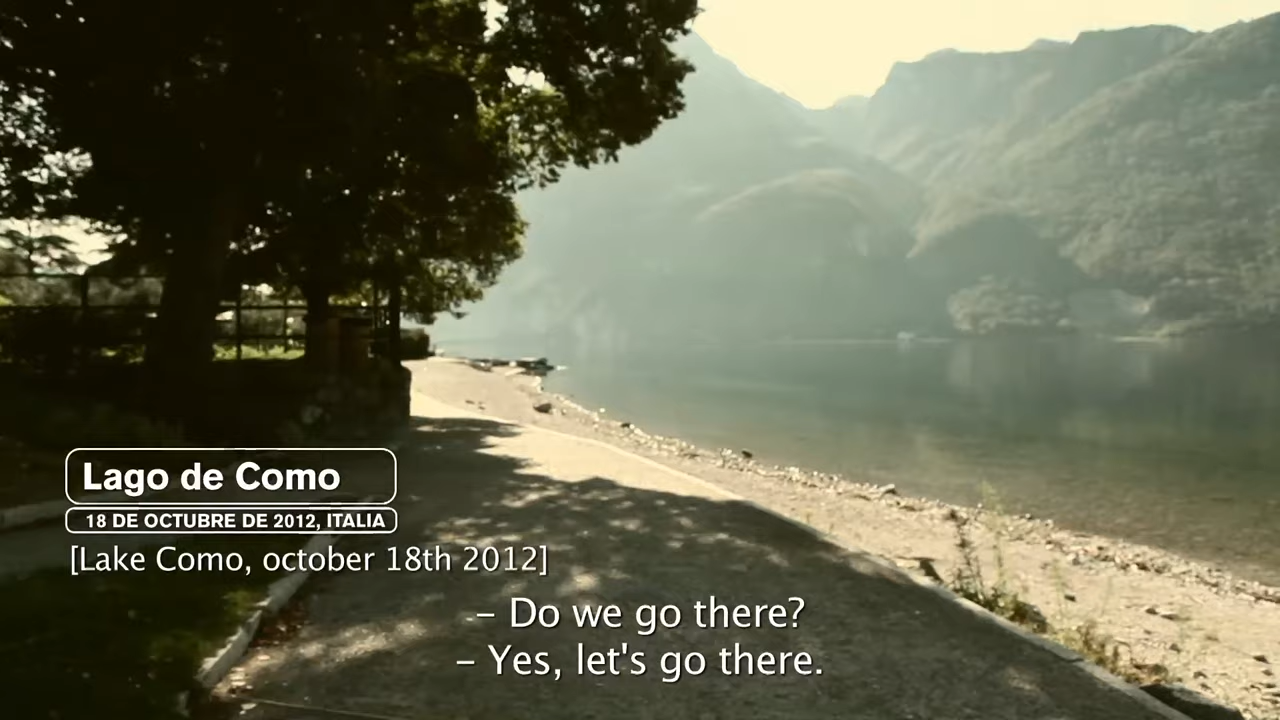 Lago de Como
18 DE OCTUBRE DE 2012, ITALIA
[Lake Como, october 18th 2012]
– Do we go there?
– Yes, let's go there.